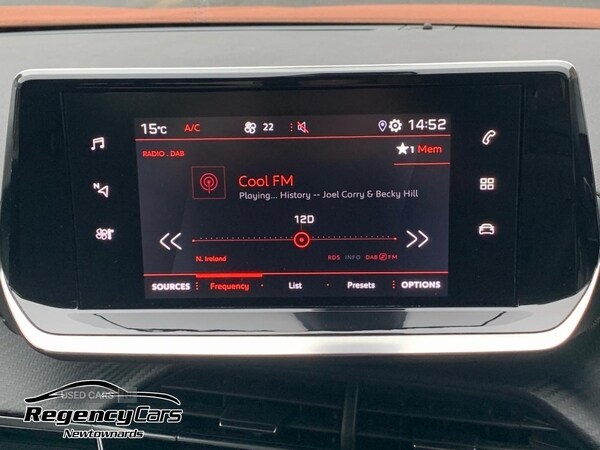 15°C A/C 22 14:52
RADIO . DAB
★1 Mem
Cool FM
Playing... History -- Joel Corry & Becky Hill
12D
N
N. Ireland RDS INFO DAB FM
SOURCES Frequency List Presets OPTIONS
USED CARS
Regency Cars
Newtownards